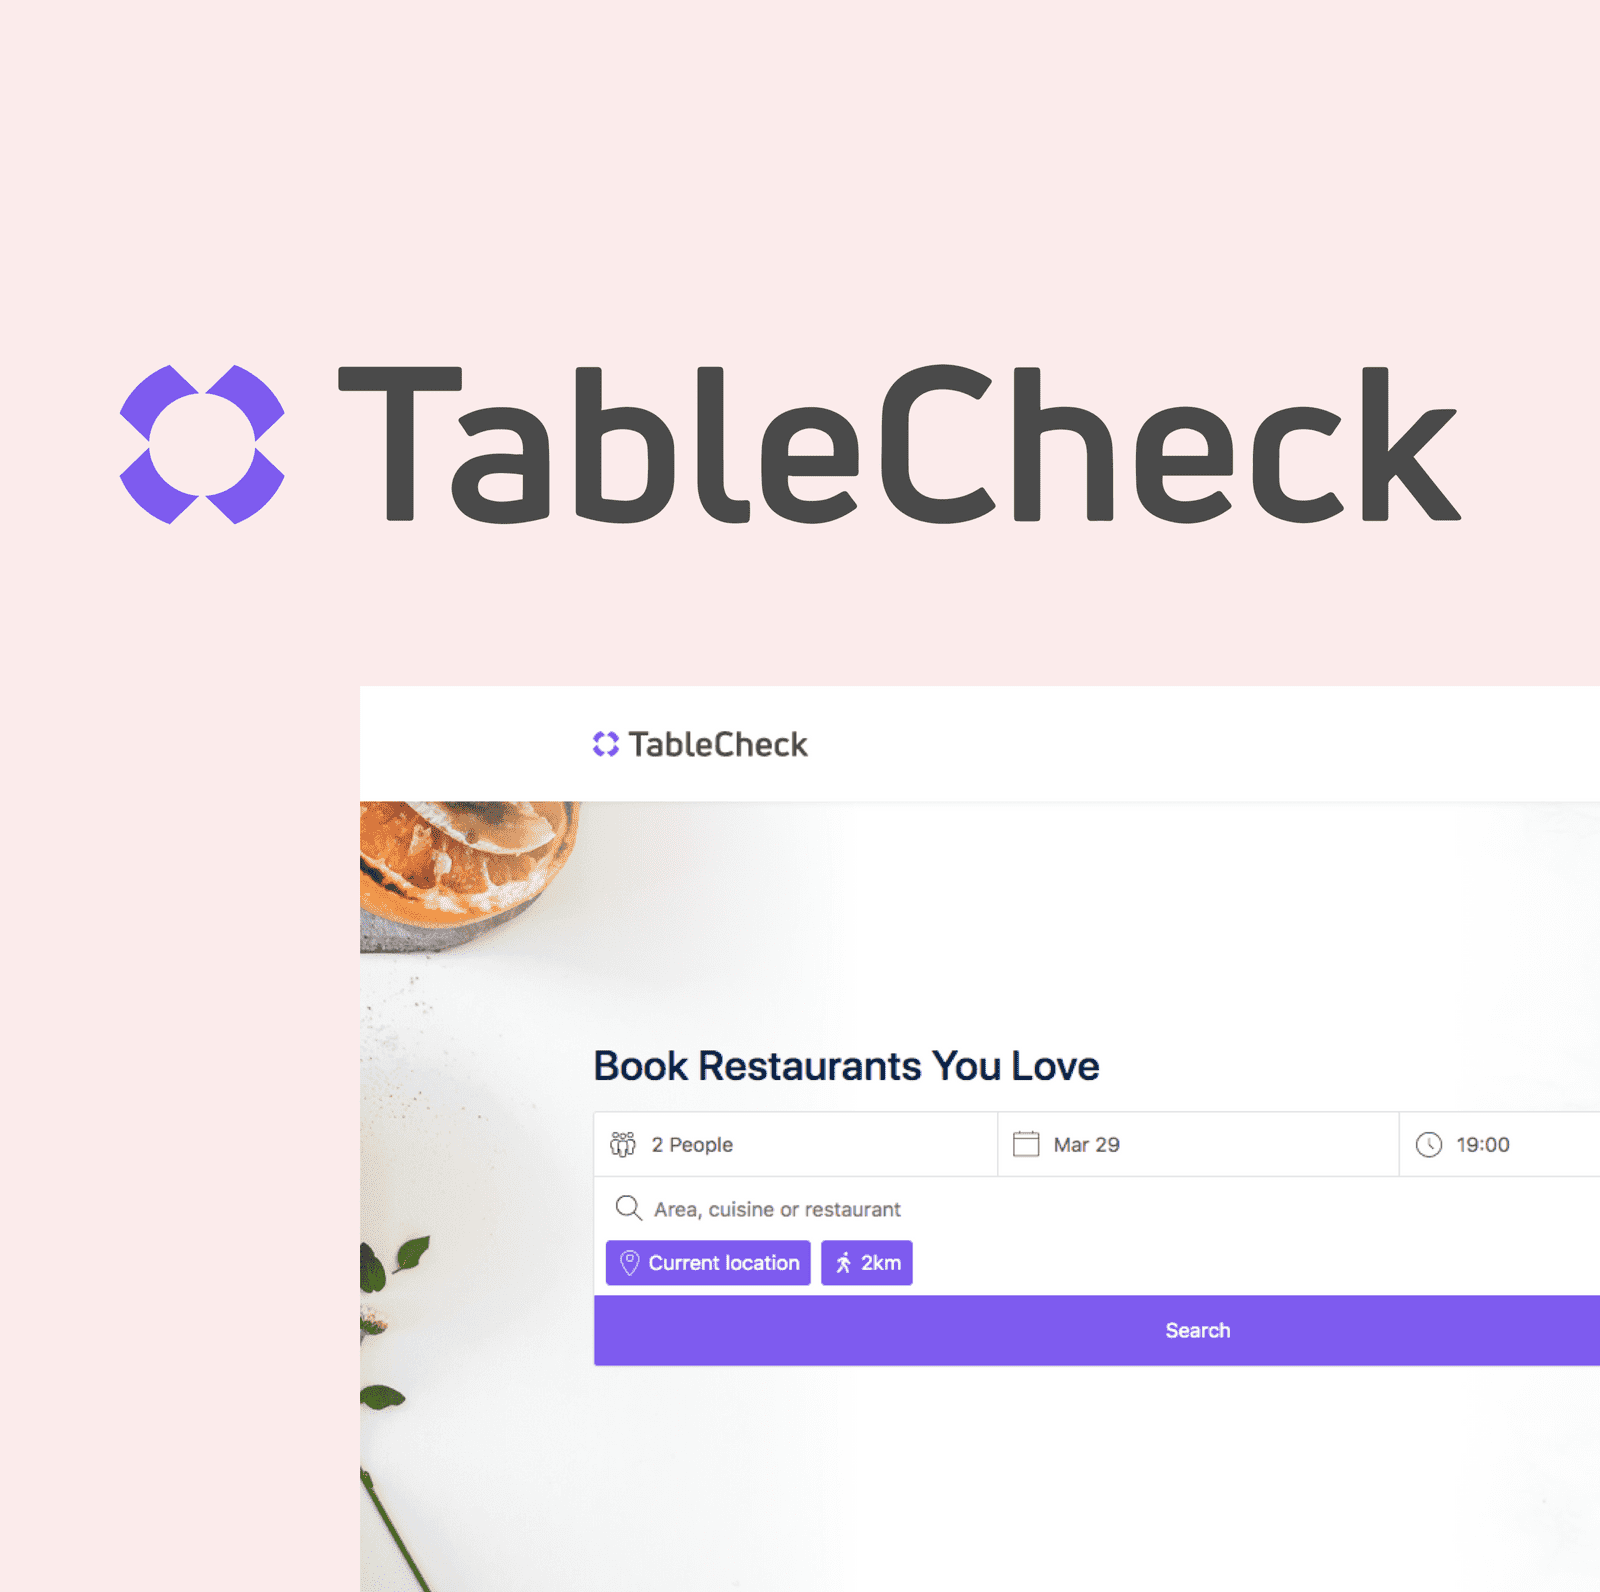 TableCheck
TableCheck
Book Restaurants You Love
2 People
Mar 29
19:00
Area, cuisine or restaurant
Current location
2km
Search